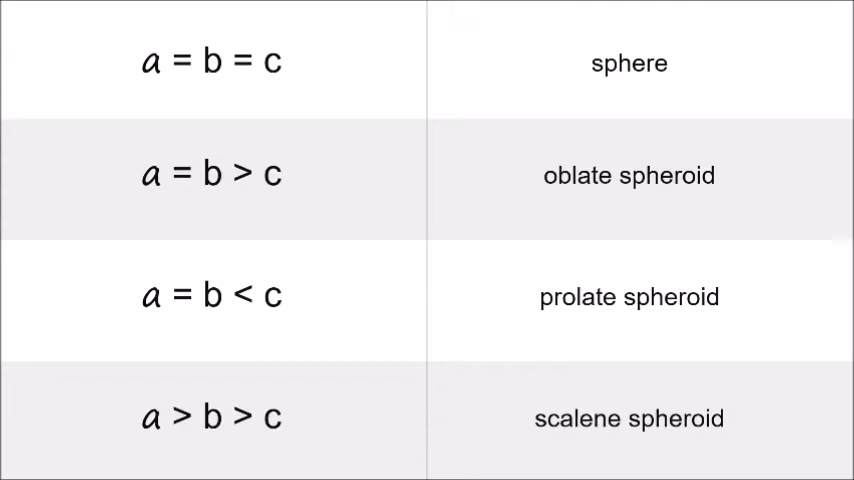 a = b = c sphere
a = b > c oblate spheroid
a = b < c prolate spheroid
a > b > c scalene spheroid